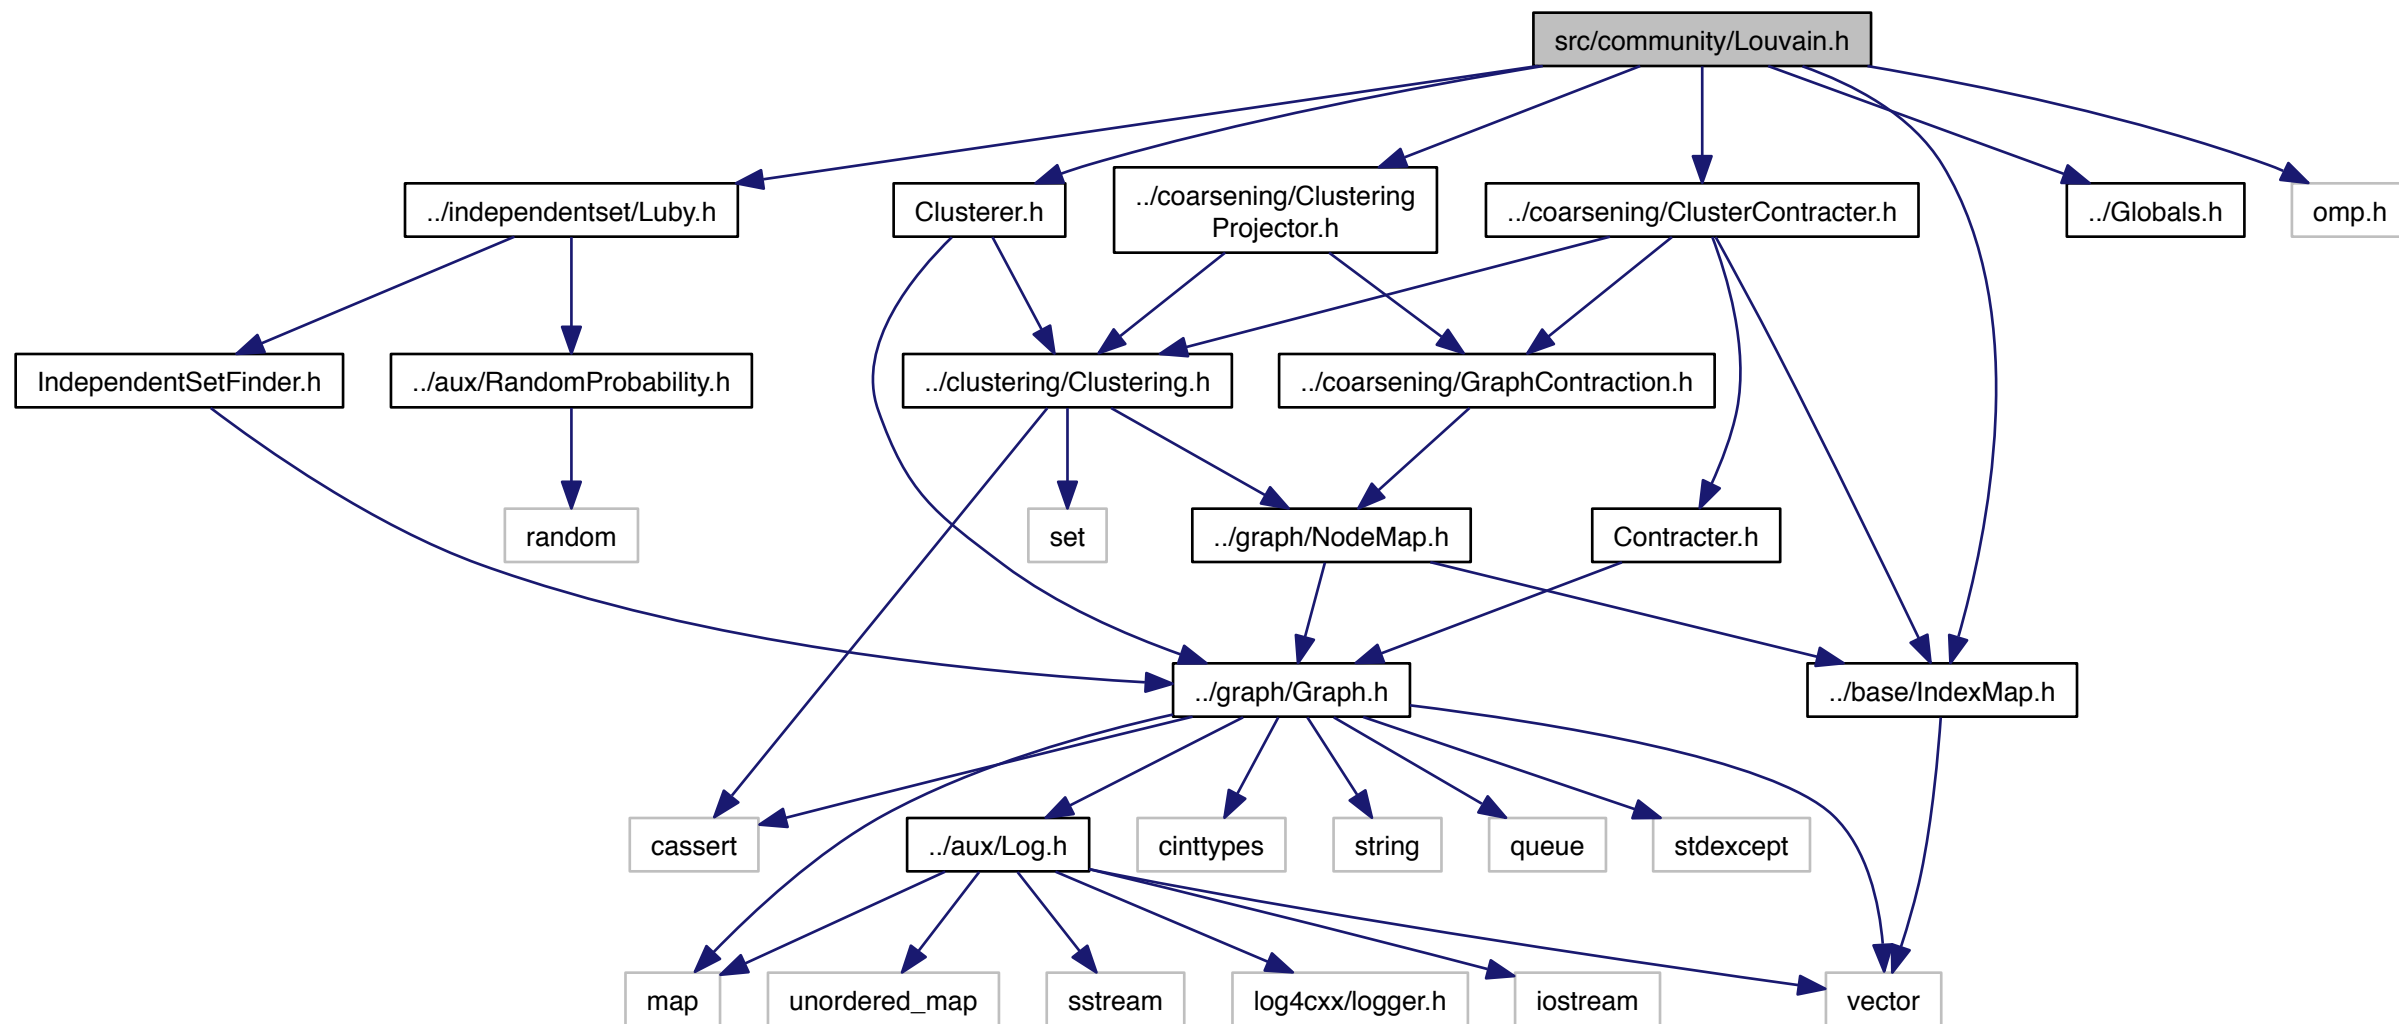 src/community/Louvain.h
../independentset/Luby.h
Clusterer.h
../coarsening/Clustering
Projector.h
../coarsening/ClusterContracter.h
../Globals.h
omp.h
IndependentSetFinder.h
../aux/RandomProbability.h
../clustering/Clustering.h
../coarsening/GraphContraction.h
random
set
../graph/NodeMap.h
Contracter.h
../graph/Graph.h
../base/IndexMap.h
cassert
../aux/Log.h
cinttypes
string
queue
stdexcept
map
unordered_map
sstream
log4cxx/logger.h
iostream
vector